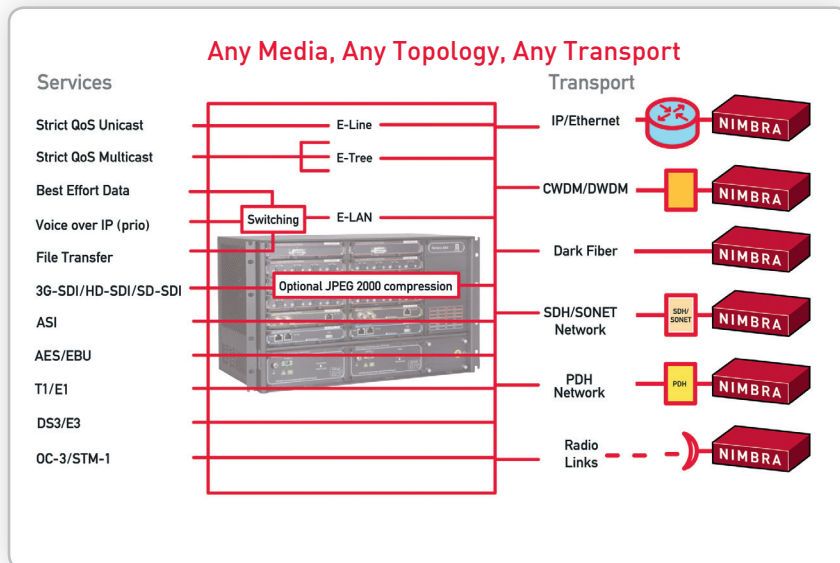 Any Media, Any Topology, Any Transport
Services
Transport
Strict QoS Unicast
E-Line
IP/Ethernet
NIMBRA
Strict QoS Multicast
E-Tree
Best Effort Data
CWDM/DWDM
NIMBRA
Switching
E-LAN
Voice over IP (prio)
File Transfer
Dark Fiber
NIMBRA
3G-SDI/HD-SDI/SD-SDI
Optional JPEG 2000 compression
ASI
SDH/SONET
Network
SDH/
SONET
NIMBRA
AES/EBU
T1/E1
PDH
Network
PDH
NIMBRA
DS3/E3
OC-3/STM-1
Radio
Links
NIMBRA